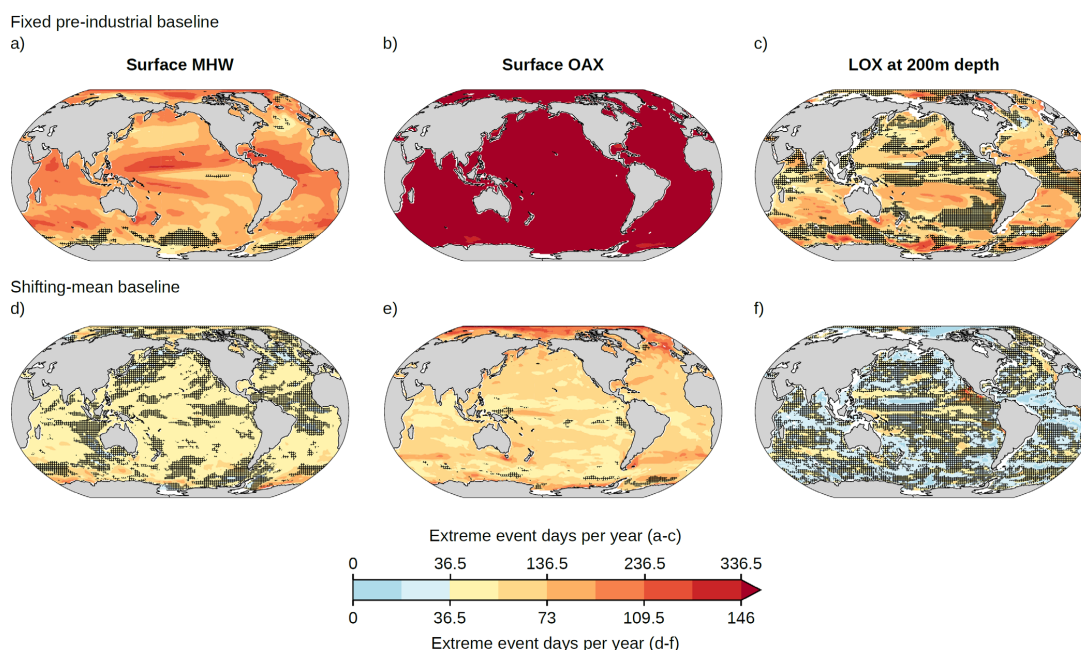 Fixed pre-industrial baseline
a)
b)
c)
Surface MHW
Surface OAX
LOX at 200m depth
Shifting-mean baseline
d)
e)
f)
Extreme event days per year (a-c)
0 36.5 136.5 236.5 336.5
0 36.5 73 109.5 146
Extreme event days per year (d-f)